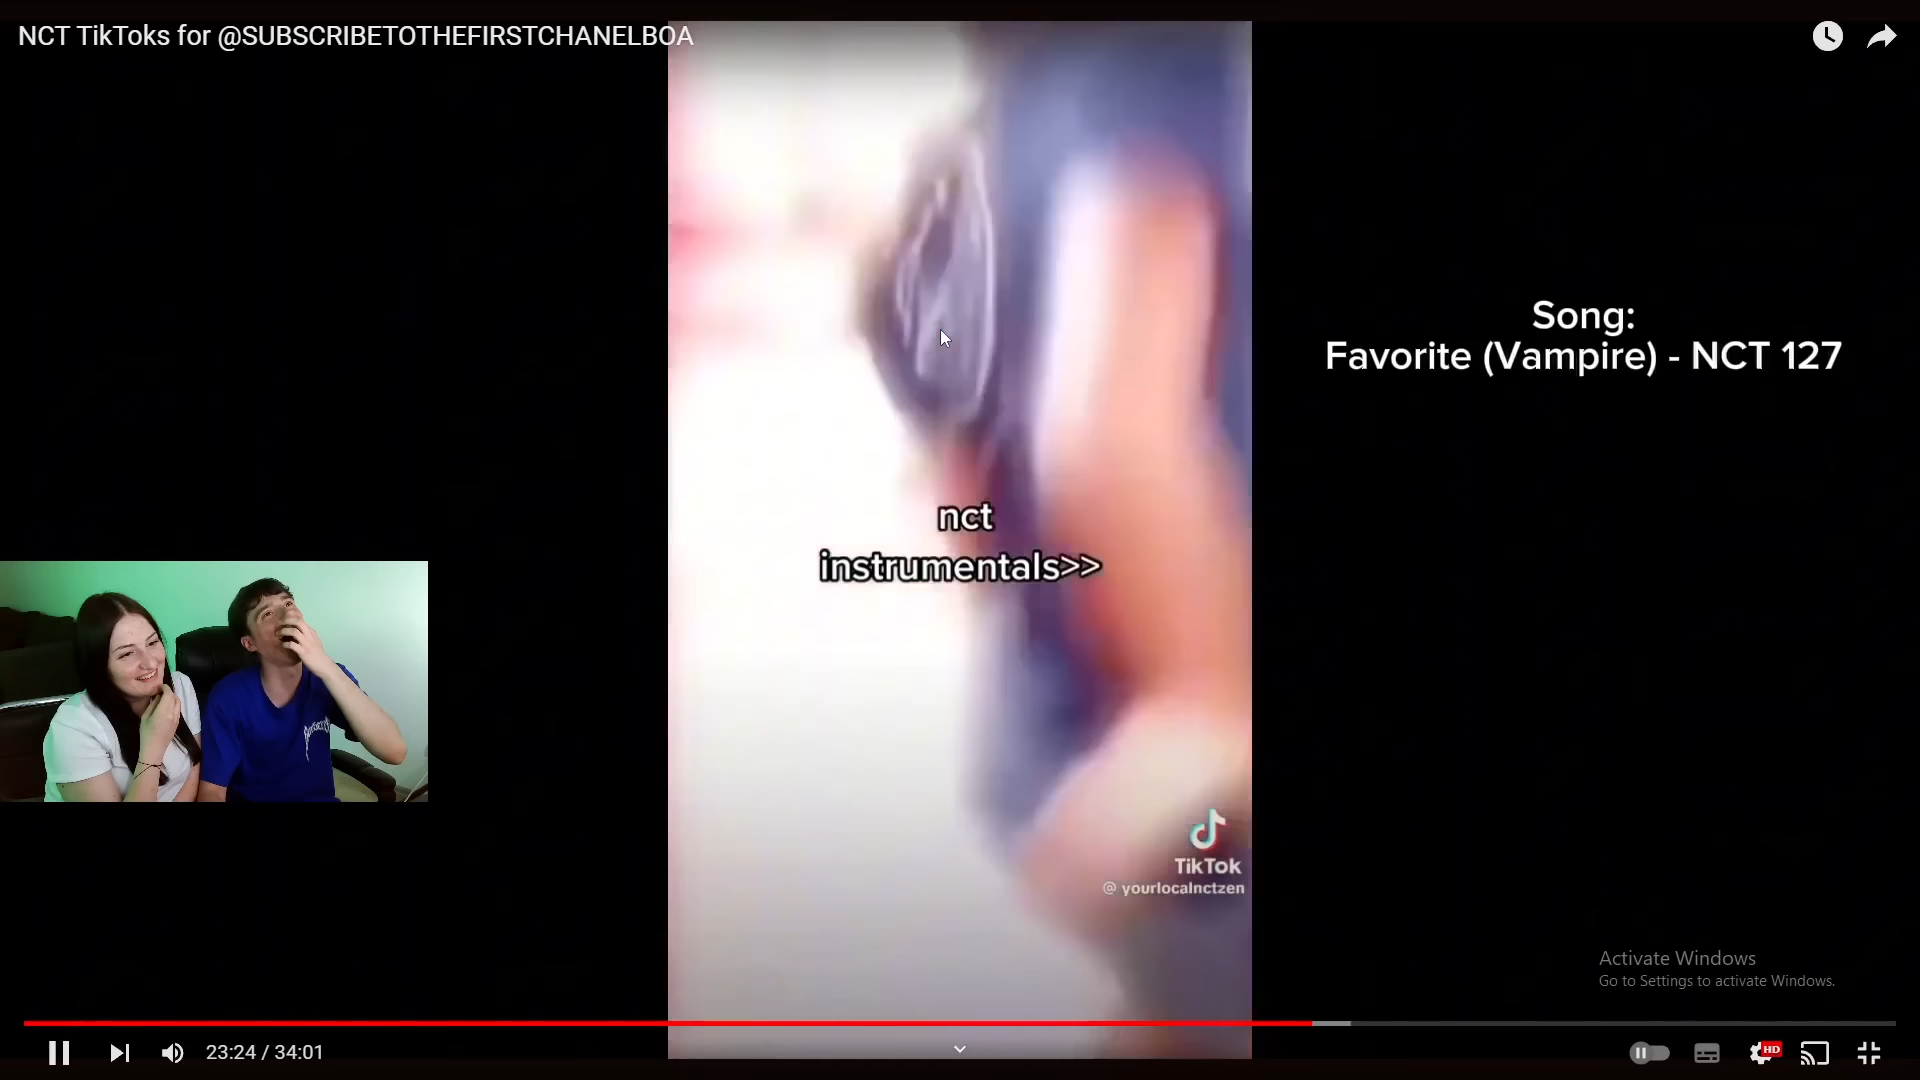 NCT TikToks for @SUBSCRIBETOTHEFIRSTCHANELBOA
Song:
Favorite (Vampire) - NCT 127
nct
instrumentals>>
TikTok
@ yourlocalnctzen
Activate Windows
Go to Settings to activate Windows.
23:24 / 34:01
HD